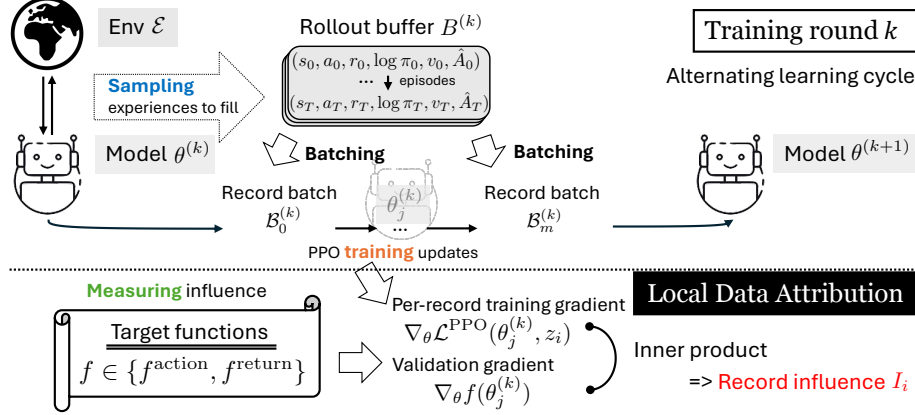 Env $\mathcal{E}$
Rollout buffer $B^{(k)}$
Training round k
Alternating learning cycle
$(s_0, a_0, r_0, \log \pi_0, v_0, \hat{A}_0)$
... episodes
$(s_T, a_T, r_T, \log \pi_T, v_T, \hat{A}_T)$
Sampling
experiences to fill
Model $\theta^{(k)}$
Batching
Batching
Model $\theta^{(k+1)}$
Record batch
$\mathcal{B}_0^{(k)}$
$\theta_j^{(k)}$
...
Record batch
$\mathcal{B}_m^{(k)}$
PPO training updates
Measuring influence
Local Data Attribution
Target functions
$f \in \{f^{\text{action}}, f^{\text{return}}\}$
Per-record training gradient
$\nabla_\theta \mathcal{L}^{\text{PPO}}(\theta_j^{(k)}, z_i)$
Validation gradient
$\nabla_\theta f(\theta_j^{(k)})$
Inner product
=> Record influence $I_i$